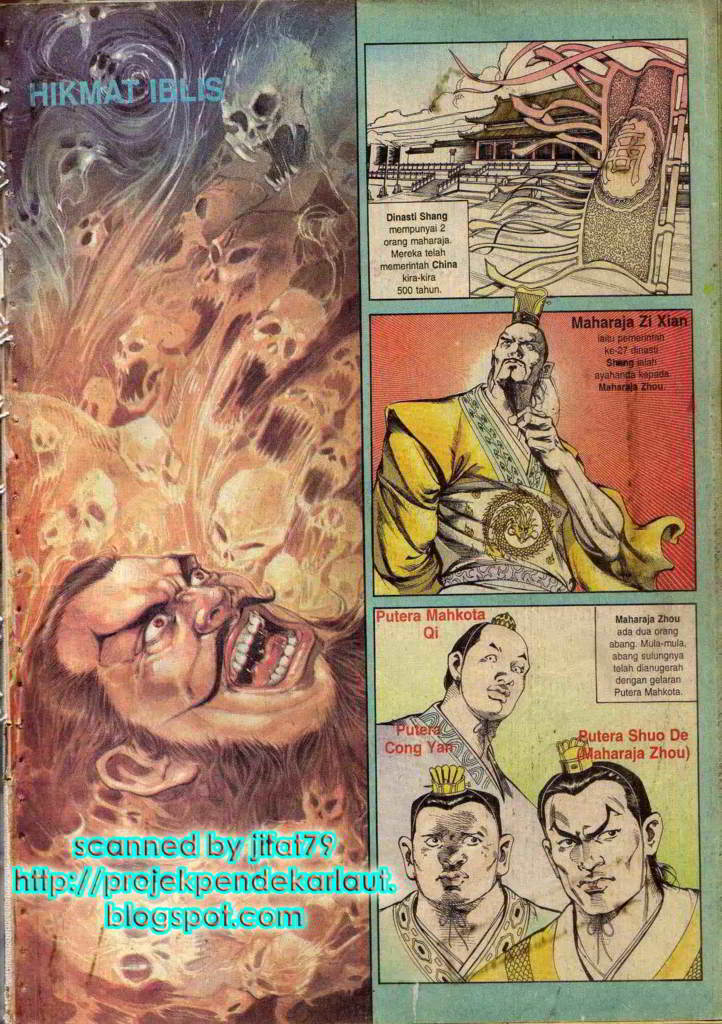 HIKMAT IBLIS
Dinasti Shang
mempunyai 2
orang maharaja.
Mereka telah
memerintah China
kira-kira
500 tahun.
Maharaja Zi Xian
iaitu pemerintah
ke-27 dinasti
Shang ialah
ayahanda kepada
Maharaja Zhou.
Putera Mahkota
Qi
Maharaja Zhou
ada dua orang
abang. Mula-mula,
abang sulungnya
telah dianugerah
dengan gelaran
Putera Mahkota.
Putera
Cong Yan
Putera Shuo De
(Maharaja Zhou)
scanned by jitat79
http://projekpendekarlaut.
blogspot.com